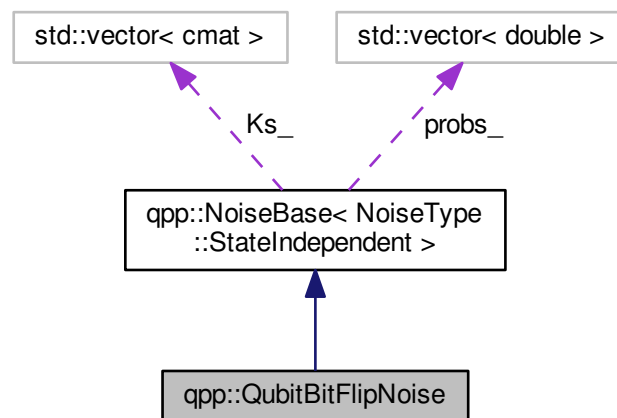 std::vector< cmat >
std::vector< double >
Ks_
probs_
qpp::NoiseBase< NoiseType
::StateIndependent >
qpp::QubitBitFlipNoise